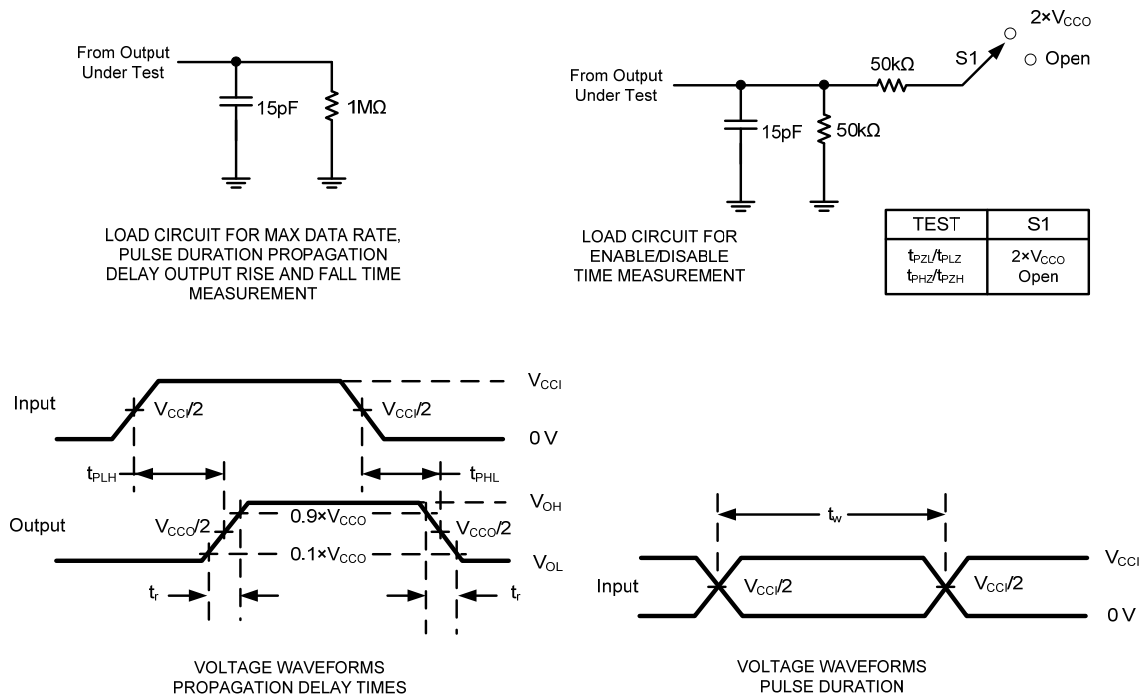 From Output
Under Test
15pF
1MΩ
LOAD CIRCUIT FOR MAX DATA RATE,
PULSE DURATION PROPAGATION
DELAY OUTPUT RISE AND FALL TIME
MEASUREMENT
2×VCCO
S1
Open
50kΩ
From Output
Under Test
15pF
50kΩ
LOAD CIRCUIT FOR
ENABLE/DISABLE
TIME MEASUREMENT
TEST S1
tPZL/tPLZ 2×VCCO
tPHZ/tPZH Open
VCCI
Input
VCCI/2 VCCI/2
0 V
tPLH tPHL
VOH
Output
VCCO/2 0.9×VCCO VCCO/2
0.1×VCCO
VOL
tr tr
VOLTAGE WAVEFORMS
PROPAGATION DELAY TIMES
tw
VCCI
Input
VCCI/2 VCCI/2
0 V
VOLTAGE WAVEFORMS
PULSE DURATION